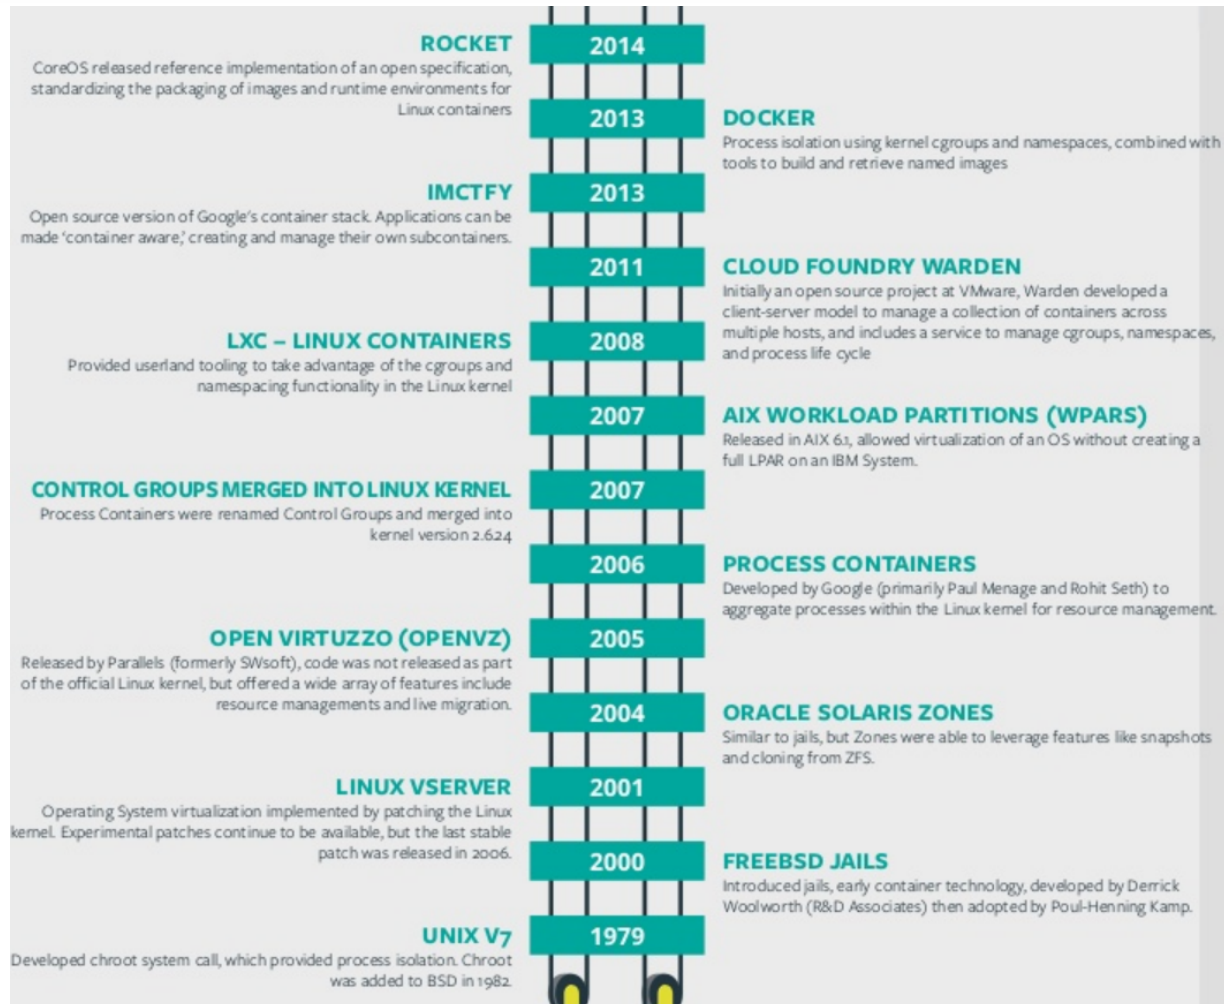 ROCKET
2014
CoreOS released reference implementation of an open specification,
standardizing the packaging of images and runtime environments for
Linux containers
2013
DOCKER
Process isolation using kernel cgroups and namespaces, combined with
tools to build and retrieve named images
IMCTFY
2013
Open source version of Google's container stack. Applications can be
made ‘container aware,’ creating and manage their own subcontainers.
2011
CLOUD FOUNDRY WARDEN
Initially an open source project at VMware, Warden developed a
client-server model to manage a collection of containers across
multiple hosts, and includes a service to manage cgroups, namespaces,
and process life cycle
LXC – LINUX CONTAINERS
2008
Provided userland tooling to take advantage of the cgroups and
namespacing functionality in the Linux kernel
2007
AIX WORKLOAD PARTITIONS (WPARS)
Released in AIX 6.1, allowed virtualization of an OS without creating a
full LPAR on an IBM System.
CONTROL GROUPS MERGED INTO LINUX KERNEL
2007
Process Containers were renamed Control Groups and merged into
kernel version 2.6.24
2006
PROCESS CONTAINERS
Developed by Google (primarily Paul Menage and Rohit Seth) to
aggregate processes within the Linux kernel for resource management.
OPEN VIRTUZZO (OPENVZ)
2005
Released by Parallels (formerly SWsoft), code was not released as part
of the official Linux kernel, but offered a wide array of features include
resource managements and live migration.
2004
ORACLE SOLARIS ZONES
Similar to jails, but Zones were able to leverage features like snapshots
and cloning from ZFS.
LINUX VSERVER
2001
Operating System virtualization implemented by patching the Linux
kernel. Experimental patches continue to be available, but the last stable
patch was released in 2006.
2000
FREEBSD JAILS
Introduced jails, early container technology, developed by Derrick
Woolworth (R&D Associates) then adopted by Poul-Henning Kamp.
UNIX V7
1979
Developed chroot system call, which provided process isolation. Chroot
was added to BSD in 1982.